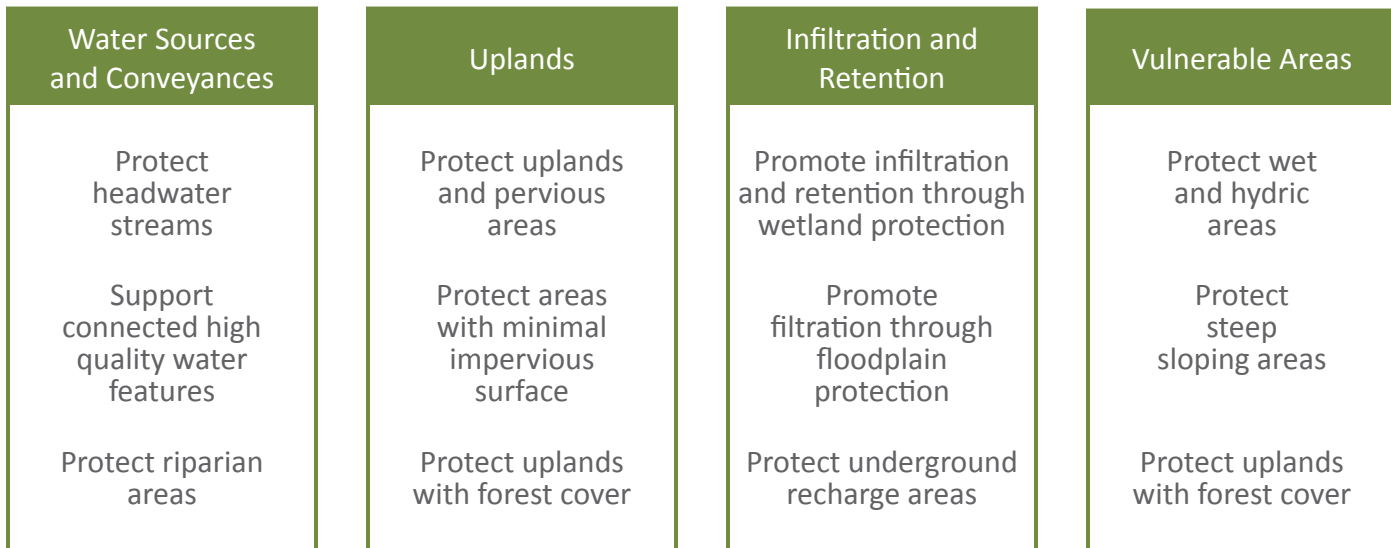 Water Sources
and Conveyances
Protect
headwater
streams
Support
connected high
quality water
features
Protect riparian
areas
Uplands
Protect uplands
and pervious
areas
Protect areas
with minimal
impervious
surface
Protect uplands
with forest cover
Infiltration and
Retention
Promote infiltration
and retention through
wetland protection
Promote
filtration through
floodplain
protection
Protect underground
recharge areas
Vulnerable Areas
Protect wet
and hydric
areas
Protect
steep
sloping areas
Protect uplands
with forest cover